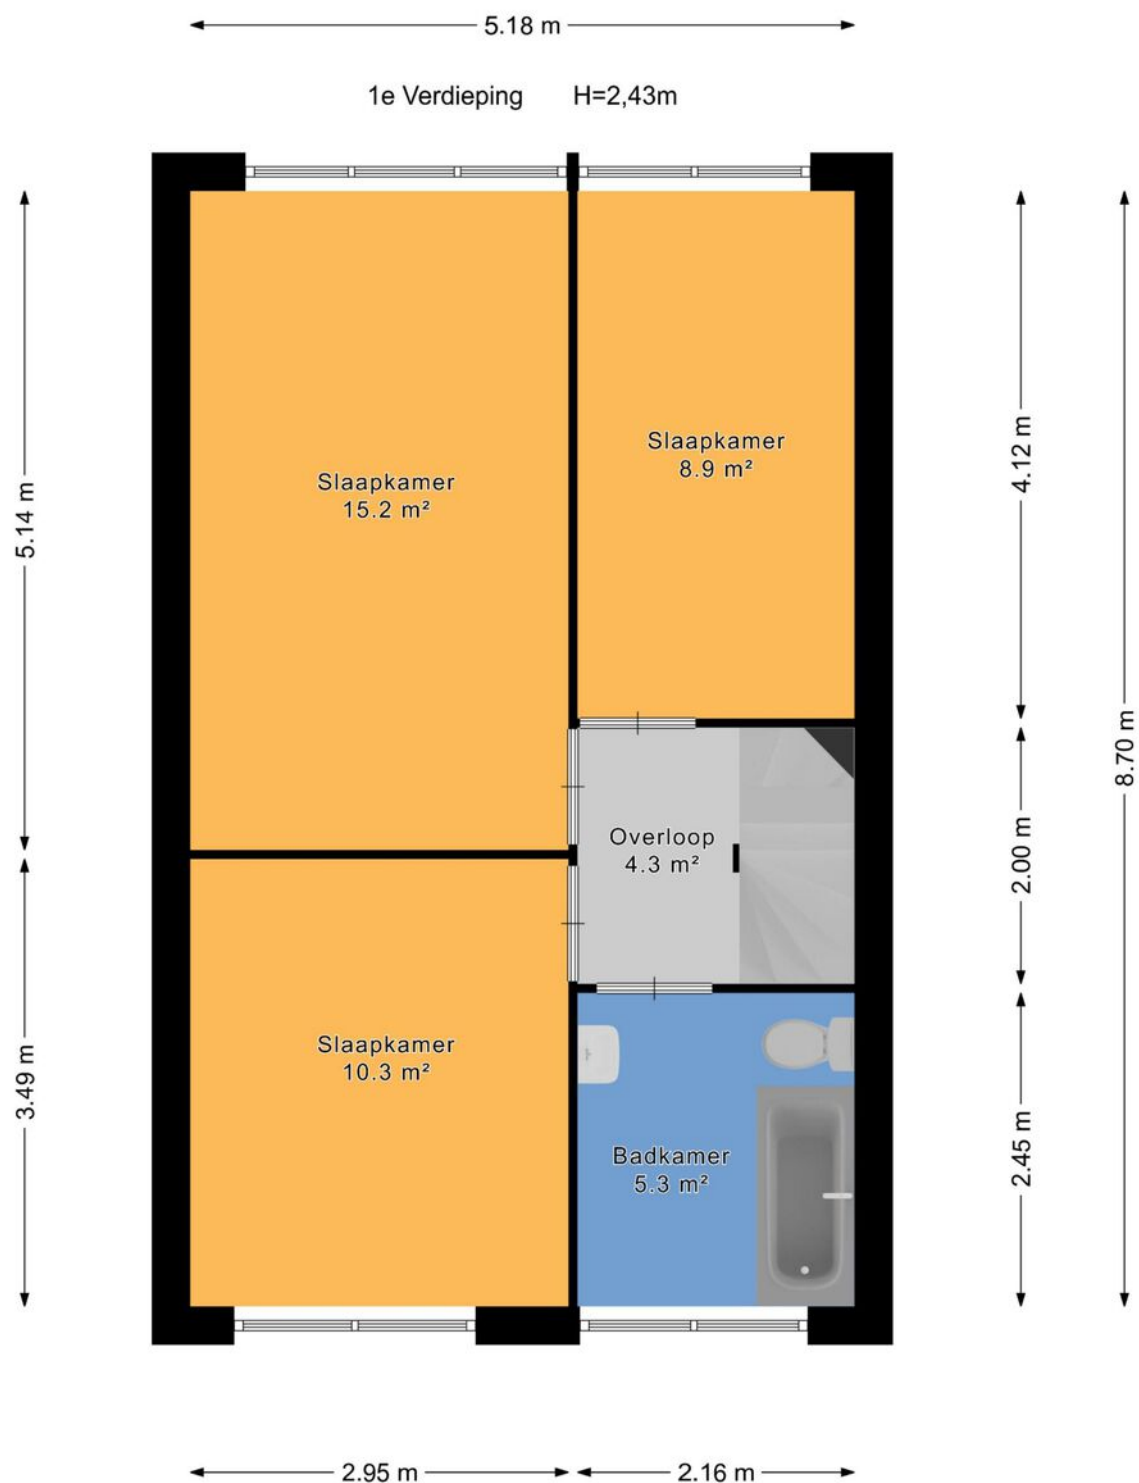 5.18 m
1e Verdieping H=2,43m
Slaapkamer
15.2 m²
Slaapkamer
8.9 m²
5.14 m
4.12 m
8.70 m
Overloop
4.3 m²
2.00 m
Slaapkamer
10.3 m²
3.49 m
Badkamer
5.3 m²
2.45 m
2.95 m
2.16 m